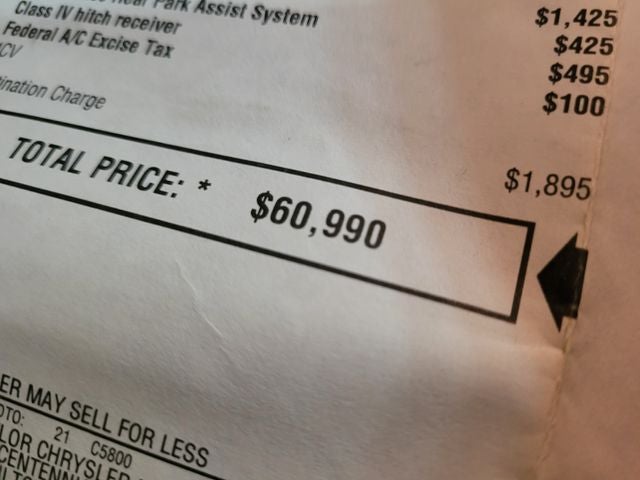 Park Assist System $1,425
Class IV hitch receiver $425
Federal A/C Excise Tax $495
$100
Charge
$1,895
TOTAL PRICE: * $60,990
MAY SELL FOR LESS
21 C5800